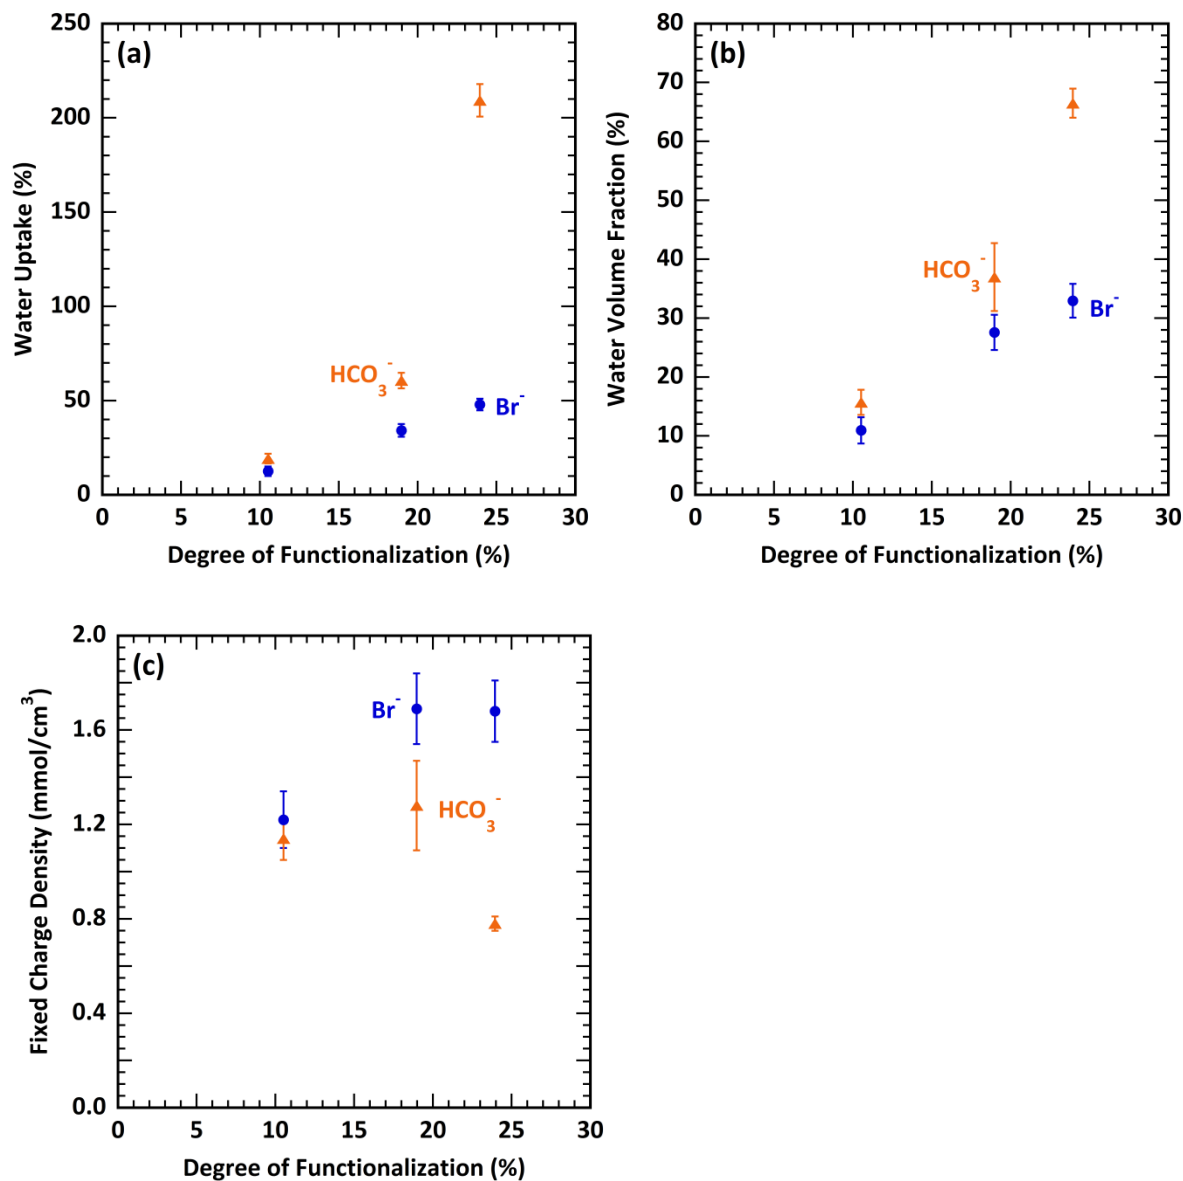 (a)
250
200
150
100
50
0
Water Uptake (%)
HCO₃⁻
Br⁻
0 5 10 15 20 25 30
Degree of Functionalization (%)
(b)
80
70
60
50
40
30
20
10
0
Water Volume Fraction (%)
HCO₃⁻
Br⁻
0 5 10 15 20 25 30
Degree of Functionalization (%)
(c)
2.0
1.6
1.2
0.8
0.4
0.0
Fixed Charge Density (mmol/cm³)
Br⁻
HCO₃⁻
0 5 10 15 20 25 30
Degree of Functionalization (%)